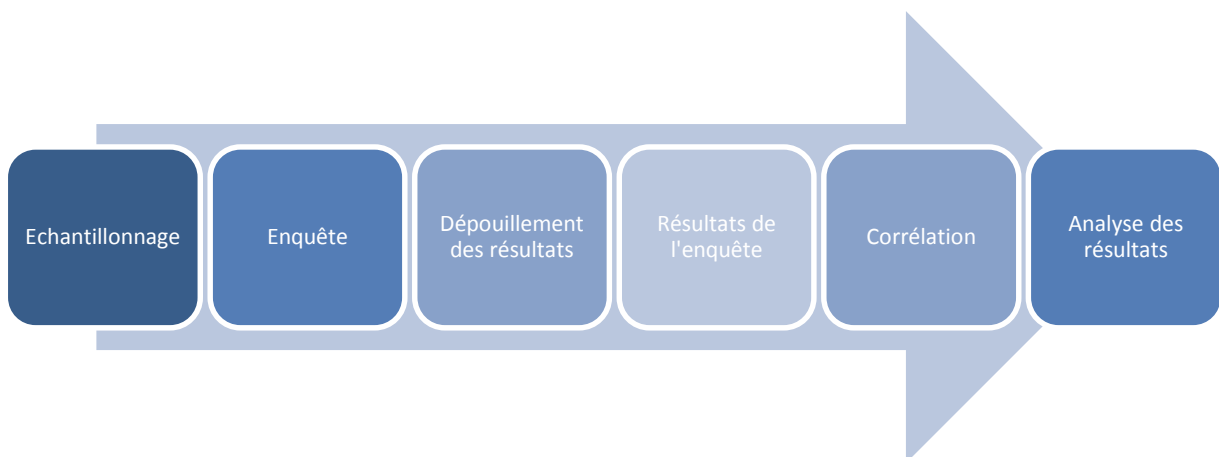 Echantillonnage
Enquête
Dépouillement
des résultats
Résultats de
l'enquête
Corrélation
Analyse des
résultats